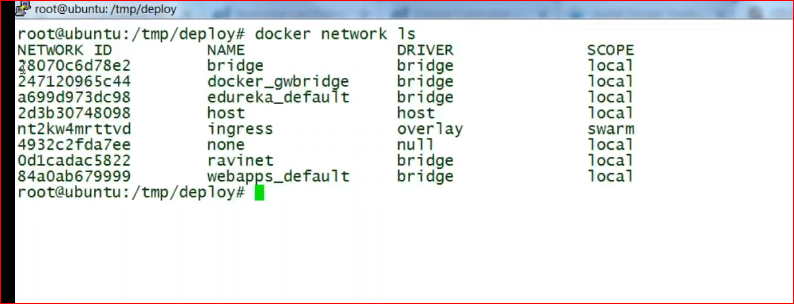 root@ubuntu: /tmp/deploy
root@ubuntu:/tmp/deploy# docker network ls
NETWORK ID NAME DRIVER SCOPE
28070c6d78e2 bridge bridge local
247120965c44 docker_gwbridge bridge local
a699d973dc98 edureka_default bridge local
2d3b30748098 host host local
nt2kw4mrttvd ingress overlay swarm
4932c2fda7ee none null local
0d1cadac5822 ravinet bridge local
84a0ab679999 webapps_default bridge local
root@ubuntu:/tmp/deploy#